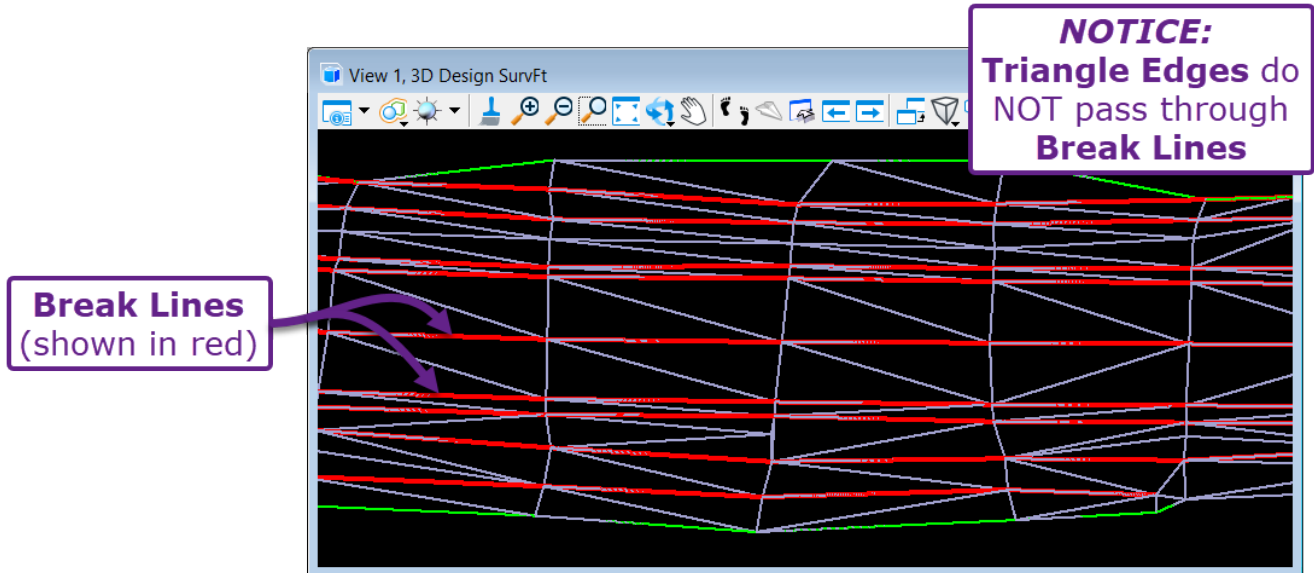 NOTICE:
Triangle Edges do
NOT pass through
Break Lines
View 1, 3D Design SurvFt
Break Lines
(shown in red)